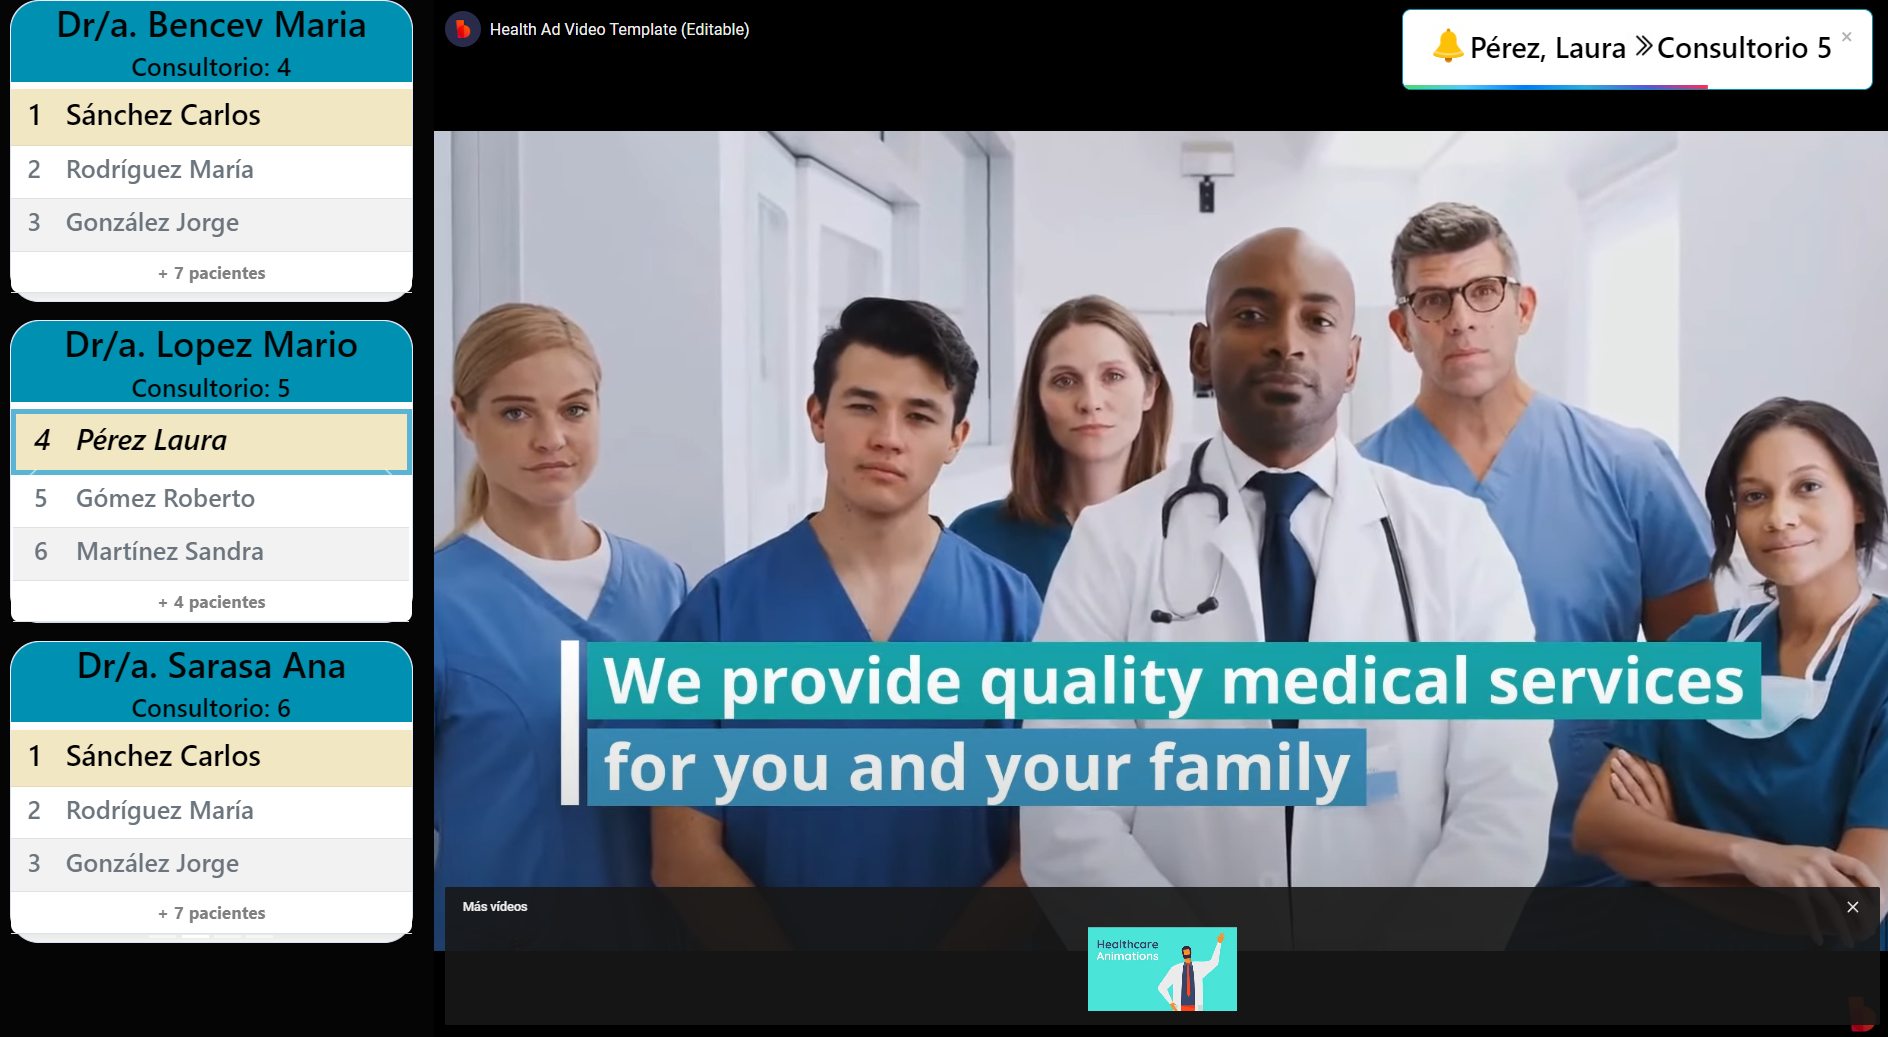 Dr/a. Bencev Maria
Consultorio: 4
1 Sánchez Carlos
2 Rodríguez María
3 González Jorge
+ 7 pacientes
Dr/a. Lopez Mario
Consultorio: 5
4 Pérez Laura
5 Gómez Roberto
6 Martínez Sandra
+ 4 pacientes
Dr/a. Sarasa Ana
Consultorio: 6
1 Sánchez Carlos
2 Rodríguez María
3 González Jorge
+ 7 pacientes
Health Ad Video Template (Editable)
Pérez, Laura » Consultorio 5 ×
We provide quality medical services
for you and your family
Más vídeos
Healthcare
Animations